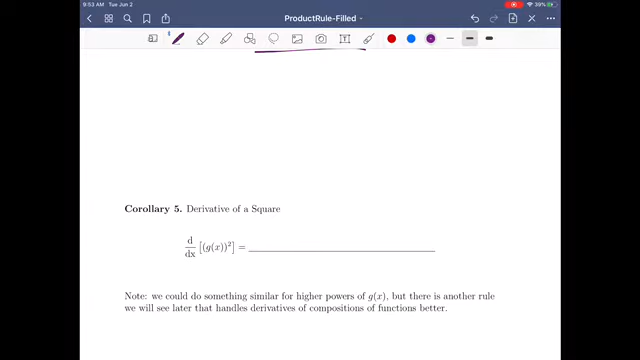 9:53 AM Tue Jun 2
ProductRule-Filled
39%
Corollary 5. Derivative of a Square
d/dx [(g(x))² ] = ____________________
Note: we could do something similar for higher powers of g(x), but there is another rule
we will see later that handles derivatives of compositions of functions better.